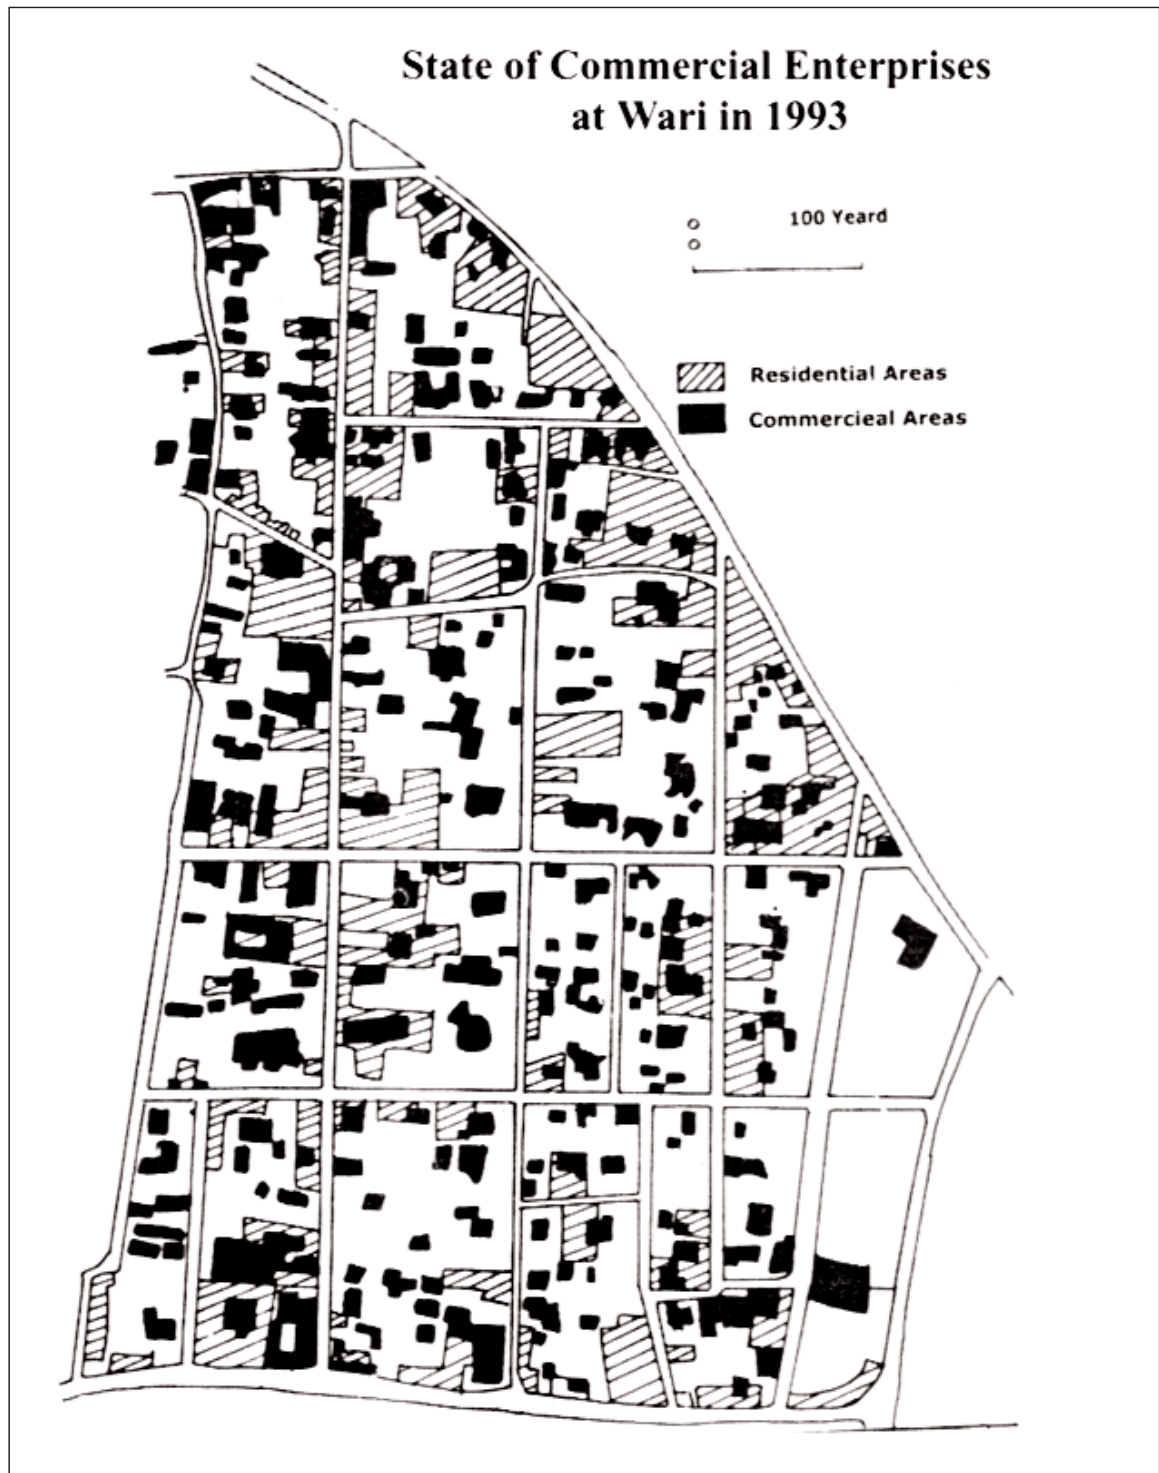 State of Commercial Enterprises
at Wari in 1993
100 Yeard
Residential Areas
Commercieal Areas